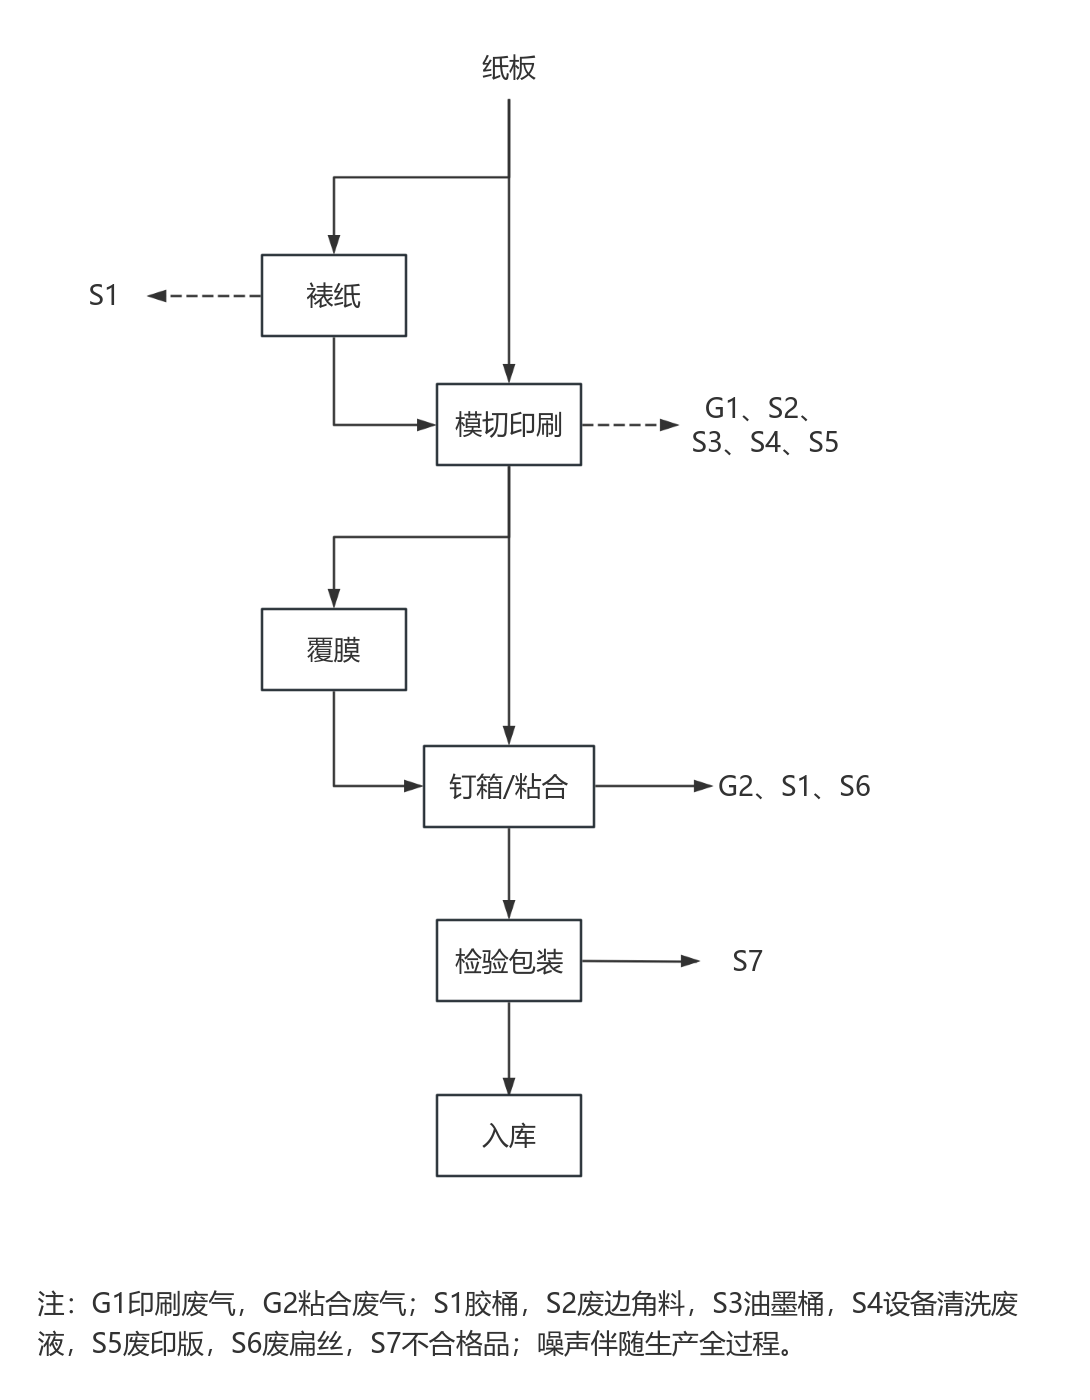 纸板
裱纸
S1
模切印刷
G1、S2、
S3、S4、S5
覆膜
钉箱/粘合
G2、S1、S6
检验包装
S7
入库
注：G1印刷废气，G2粘合废气；S1胶桶，S2废边角料，S3油墨桶，S4设备清洗废
液，S5废印版，S6废扁丝，S7不合格品；噪声伴随生产全过程。